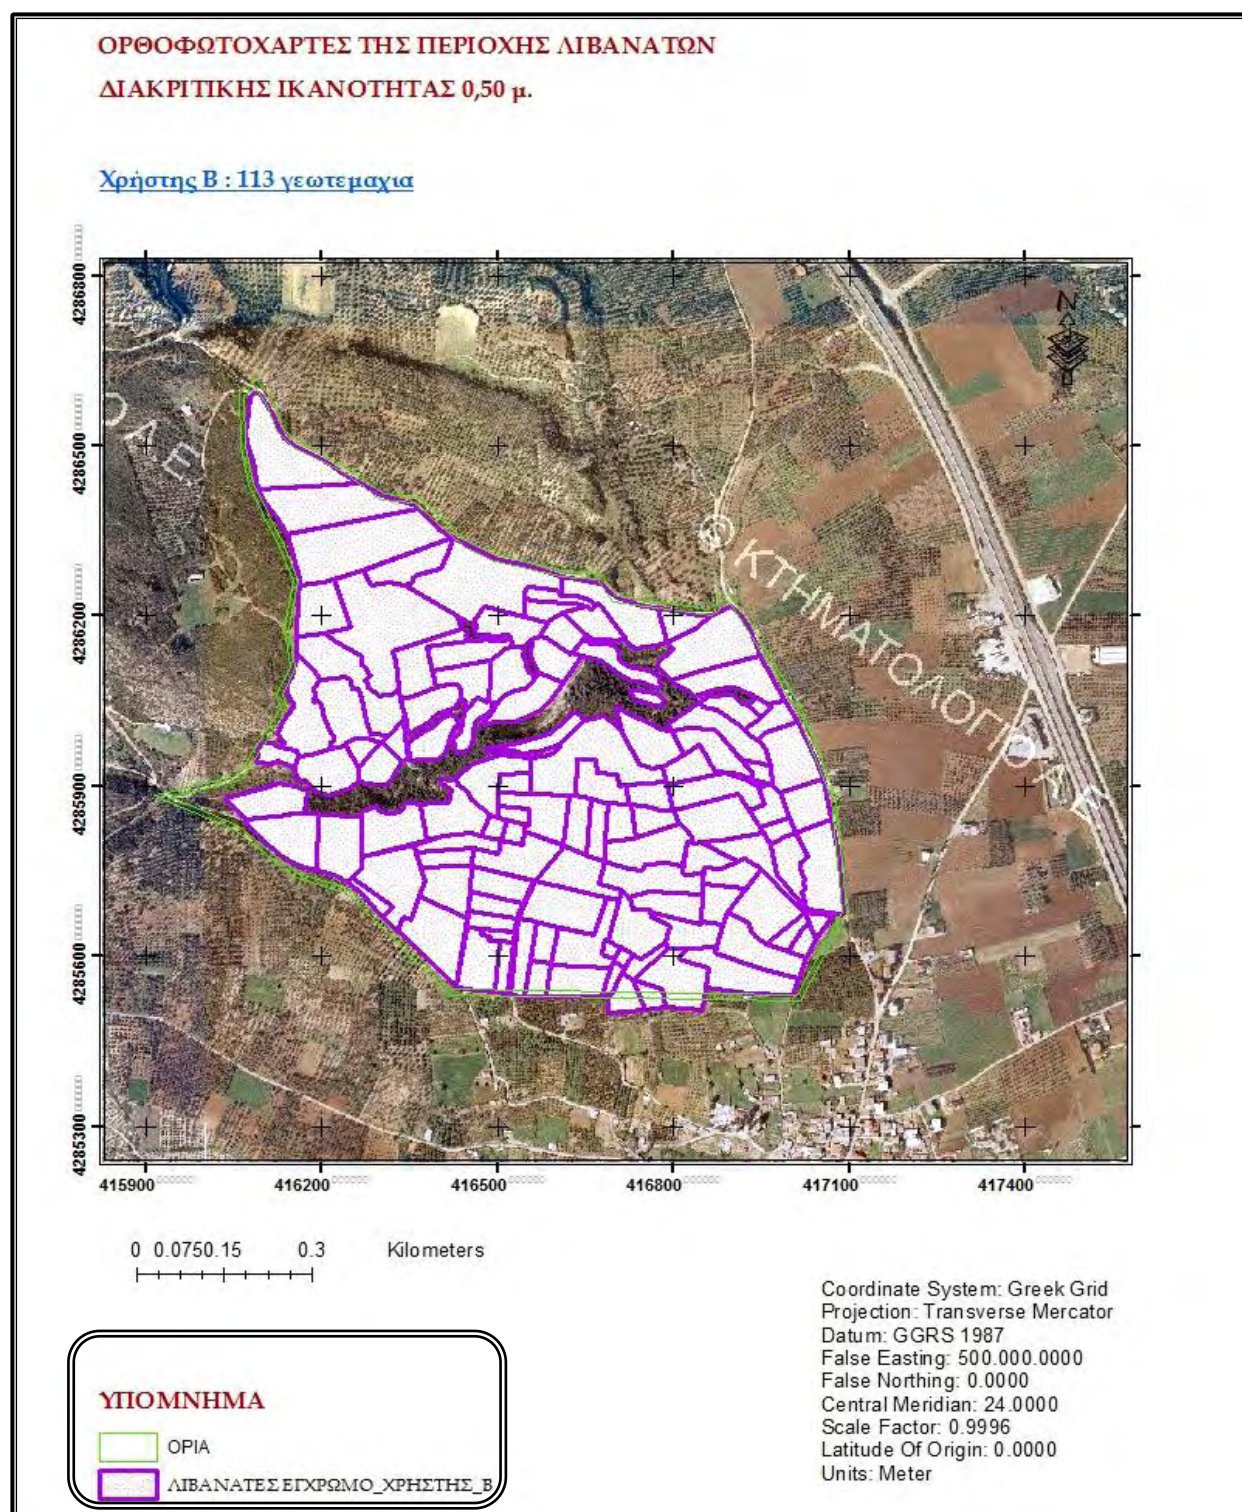 ΟΡΘΟΦΩΤΟΧΑΡΤΕΣ ΤΗΣ ΠΕΡΙΟΧΗΣ ΛΙΒΑΝΑΤΩΝ
ΔΙΑΚΡΙΤΙΚΗΣ ΙΚΑΝΟΤΗΤΑΣ 0,50 μ.
Χρήστης Β : 113 γεωτεμαχια
4286800
4286500
4286200
4285900
4285600
4285300
N
ΟΑΕ
© ΚΤΗΜΑΤΟΛΟΓΙΟ Α
415900 416200 416500 416800 417100 417400
0 0.0750.15 0.3 Kilometers
Coordinate System: Greek Grid
Projection: Transverse Mercator
Datum: GGRS 1987
False Easting: 500.000.0000
False Northing: 0.0000
Central Meridian: 24.0000
Scale Factor: 0.9996
Latitude Of Origin: 0.0000
Units: Meter
ΥΠΟΜΝΗΜΑ
ΟΡΙΑ
ΛΙΒΑΝΑΤΕΣ ΕΓΧΡΩΜΟ_ΧΡΗΣΤΗΣ_Β